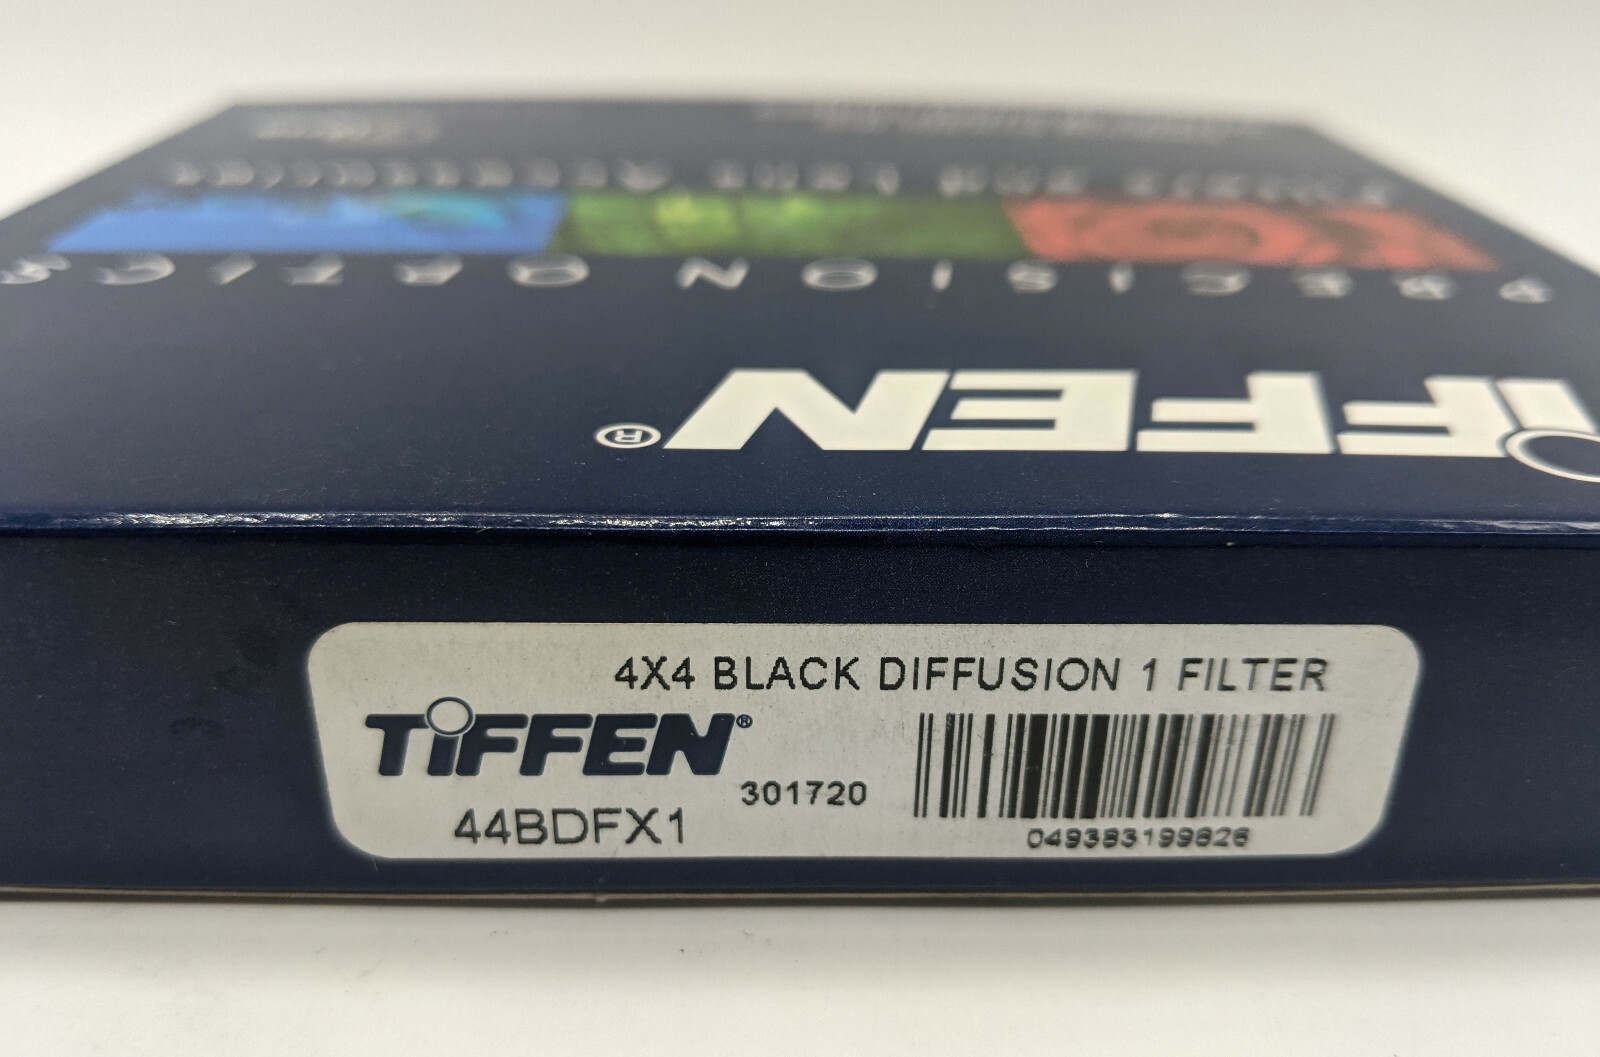 PRECISION OPTICS
TIFFEN®
4X4 BLACK DIFFUSION 1 FILTER
TIFFEN®
301720
44BDFX1
049383199826